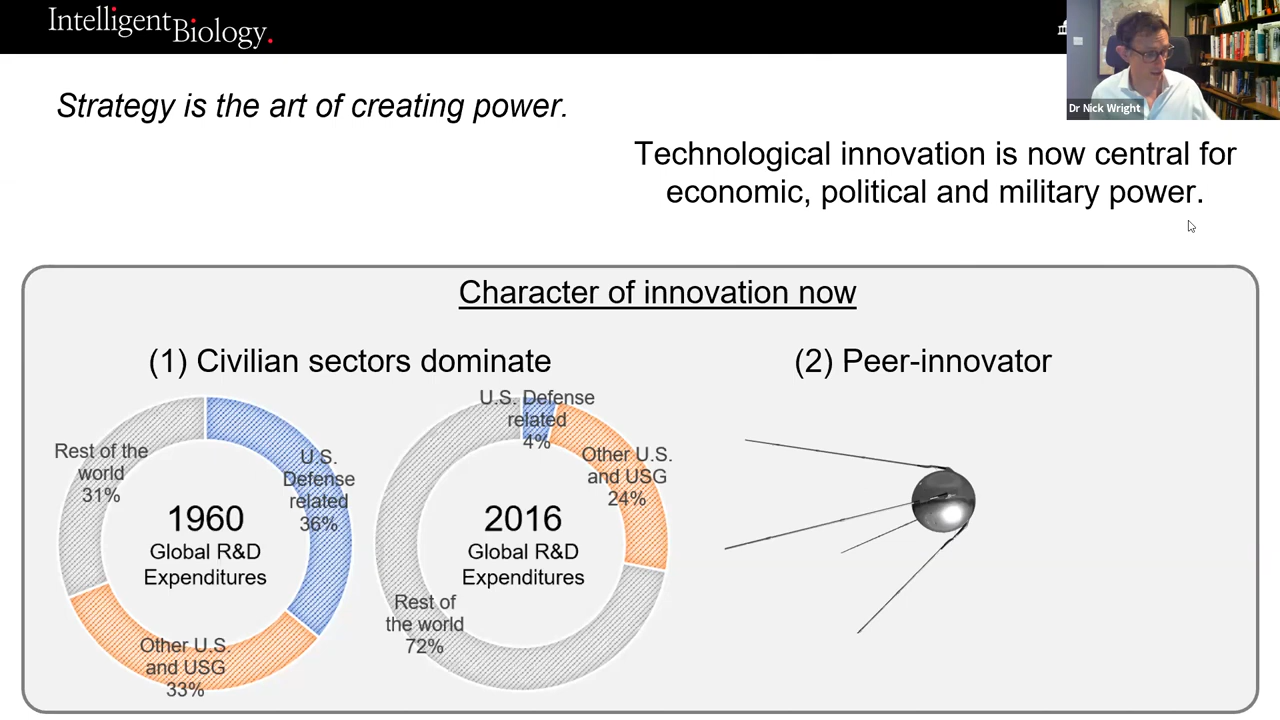 Intelligent Biology.
Dr Nick Wright
Strategy is the art of creating power.
Technological innovation is now central for
economic, political and military power.
Character of innovation now
(1) Civilian sectors dominate
(2) Peer-innovator
Rest of the
world
31%
U.S.
Defense
related
36%
1960
Global R&D
Expenditures
Other U.S.
and USG
33%
U.S. Defense
related
4%
Other U.S.
and USG
24%
2016
Global R&D
Expenditures
Rest of
the world
72%